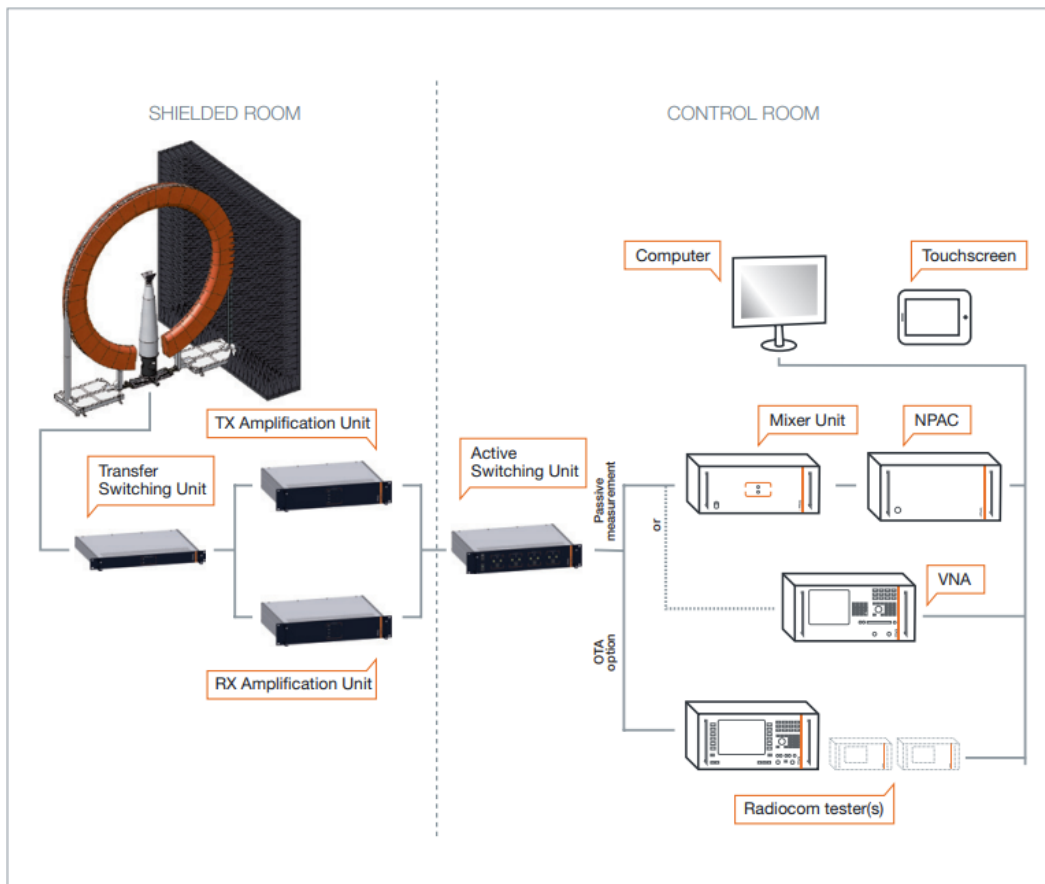 SHIELDED ROOM
CONTROL ROOM
Computer
Touchscreen
TX Amplification Unit
Mixer Unit
NPAC
Transfer
Switching Unit
Active
Switching Unit
Passive
measurement
or
VNA
OTA
option
RX Amplification Unit
Radiocom tester(s)